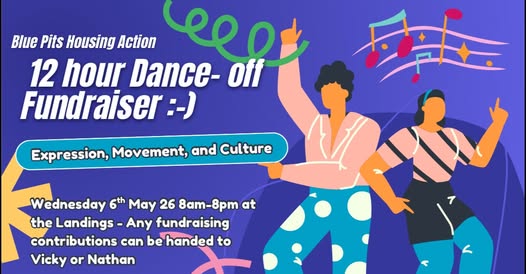 Blue Pits Housing Action
12 hour Dance- off
Fundraiser :-)
Expression, Movement, and Culture
Wednesday 6th May 26 8am-8pm at
the Landings - Any fundraising
contributions can be handed to
Vicky or Nathan